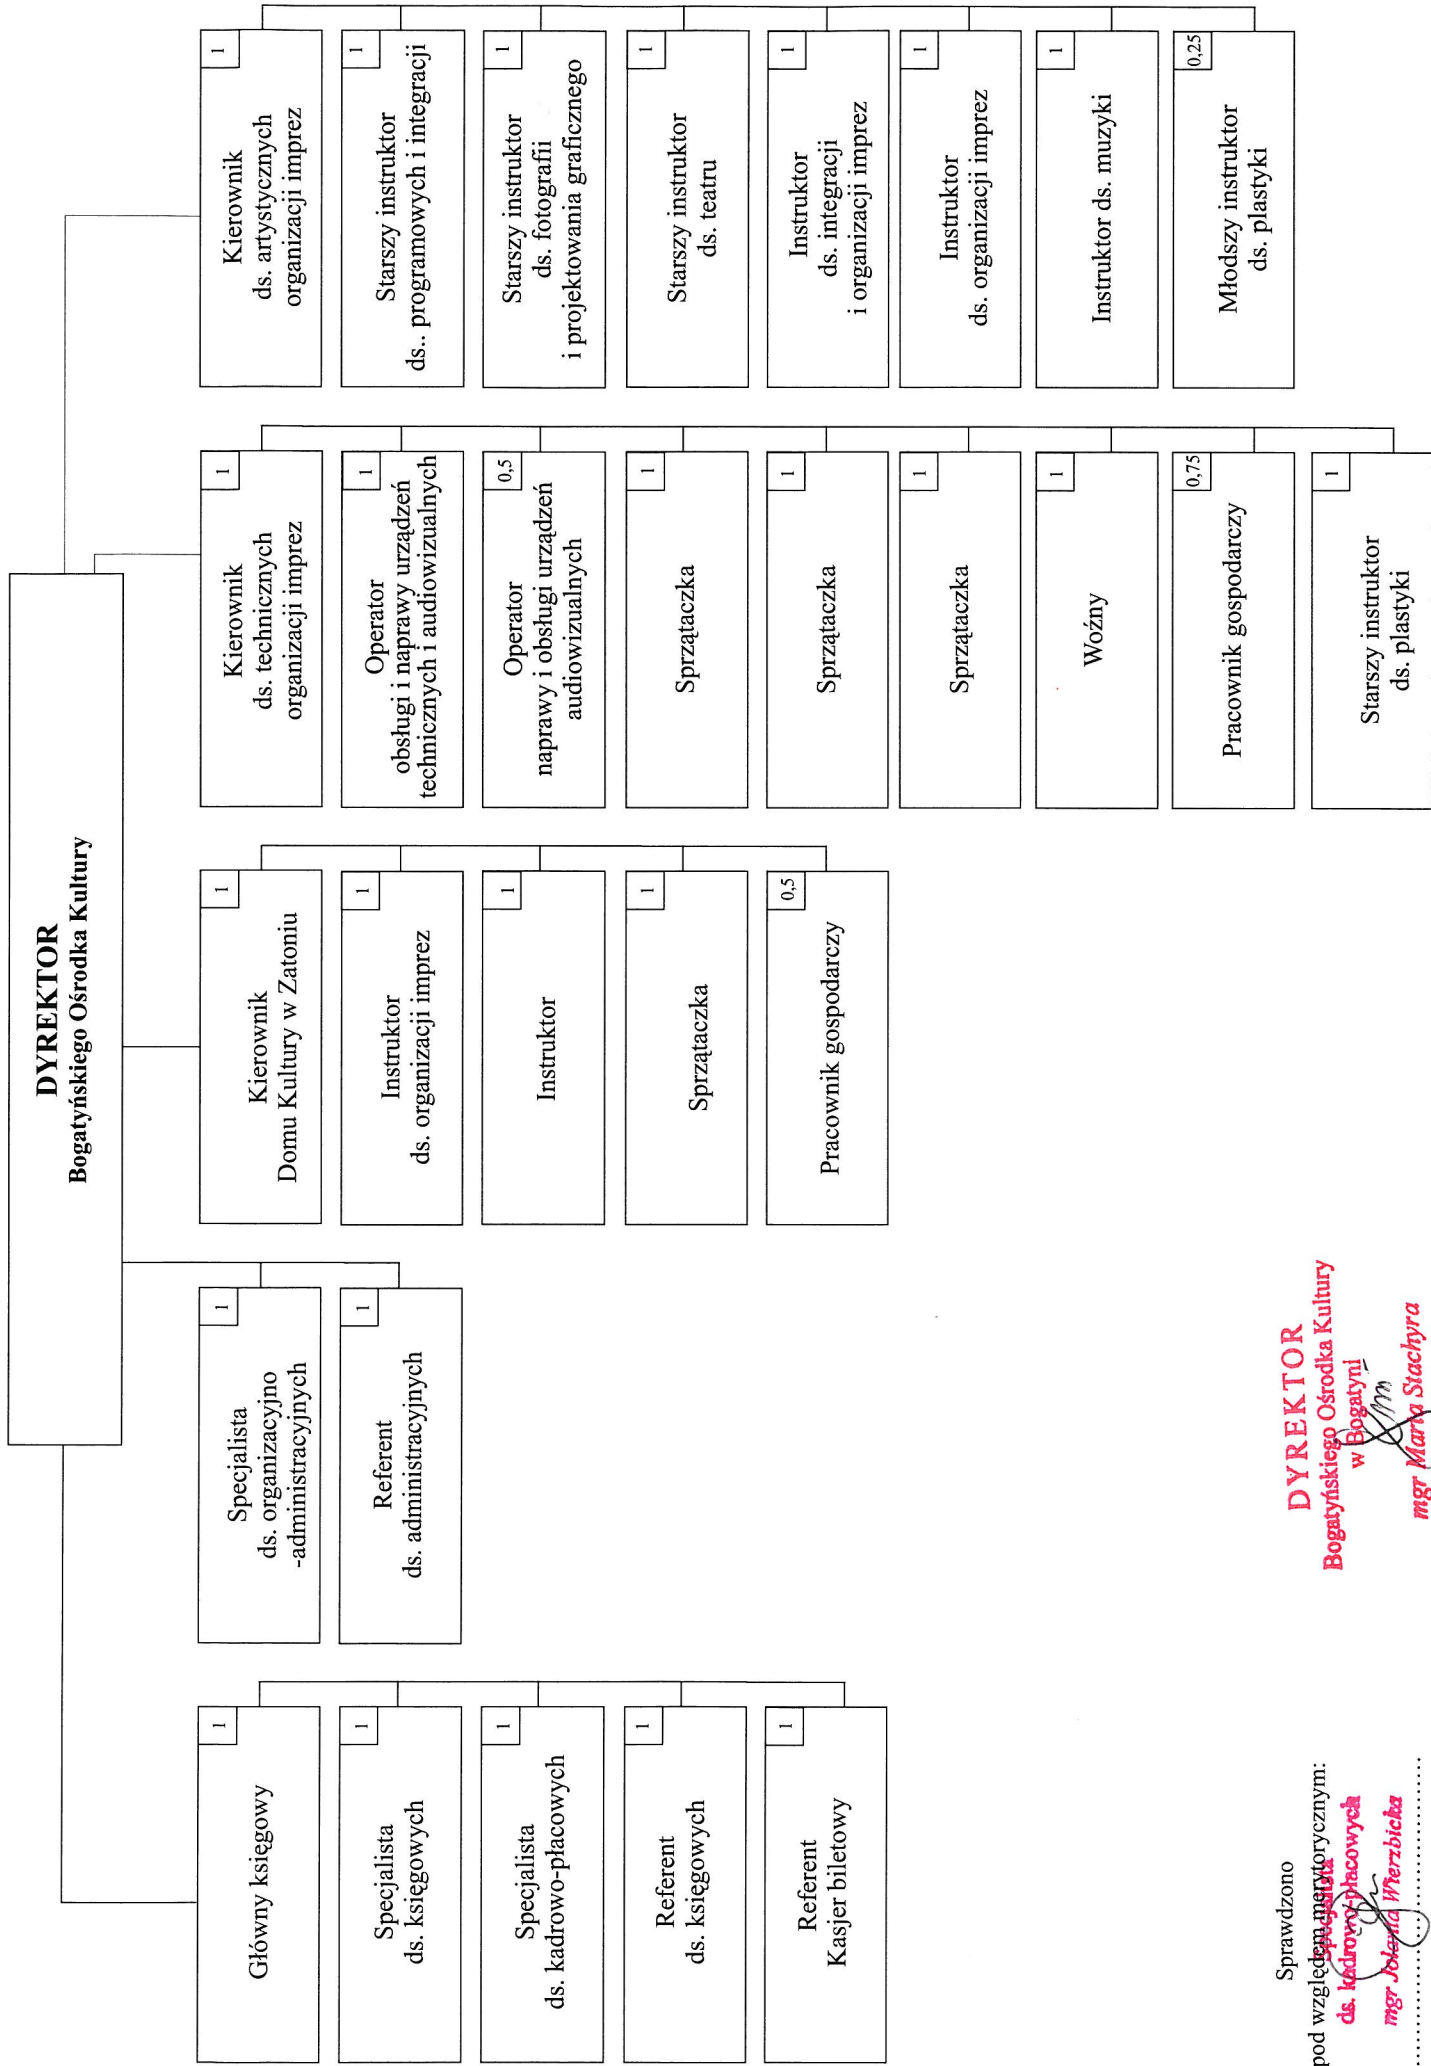 DYREKTOR
Bogatyńskiego Ośrodka Kultury
1
Główny księgowy
1
Specjalista
ds. księgowych
1
Specjalista
ds. kadrowo-płacowych
1
Referent
ds. księgowych
1
Referent
Kasjer biletowy
1
Specjalista
ds. organizacyjno
-administracyjnych
1
Referent
ds. administracyjnych
1
Kierownik
Domu Kultury w Zatoniu
1
Instruktor
ds. organizacji imprez
1
Instruktor
1
Sprzątaczka
0,5
Pracownik gospodarczy
1
Kierownik
ds. technicznych
organizacji imprez
1
Operator
obsługi i naprawy urządzeń
technicznych i audiowizualnych
0,5
Operator
naprawy i obsługi urządzeń
audiowizualnych
1
Sprzątaczka
1
Sprzątaczka
1
Sprzątaczka
1
Woźny
0,75
Pracownik gospodarczy
1
Starszy instruktor
ds. plastyki
1
Kierownik
ds. artystycznych
organizacji imprez
1
Starszy instruktor
ds.. programowych i integracji
1
Starszy instruktor
ds. fotografii
i projektowania graficznego
1
Starszy instruktor
ds. teatru
1
Instruktor
ds. integracji
i organizacji imprez
1
Instruktor
ds. organizacji imprez
1
Instruktor ds. muzyki
0,25
Młodszy instruktor
ds. plastyki
Sprawdzono
pod względem merytorycznym:
Specjalista
ds. kadrowo-płacowych
mgr Jolanta Wierzbicka
DYREKTOR
Bogatyńskiego Ośrodka Kultury
w Bogatyni
mgr Marta Stachyra